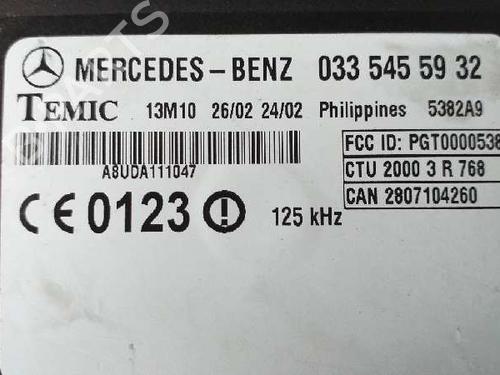 MERCEDES-BENZ 033 545 59 32
TEMIC 13M10 26/02 24/02 Philippines 5382A9
A8UDA111047
FCC ID: PGT0000538
CTU 2000 3 R 768
CAN 2807104260
CE 0123 125 kHz